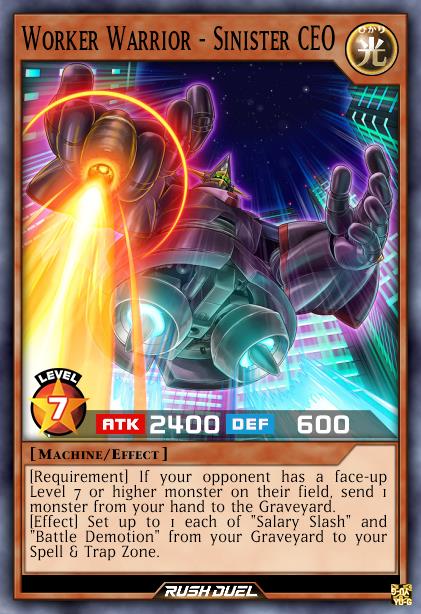 Worker Warrior - Sinister CEO
ひかり
光
LEVEL
7
ATK 2400 DEF 600
[Machine/Effect]
[Requirement] If your opponent has a face-up
Level 7 or higher monster on their field, send 1
monster from your hand to the Graveyard.
[Effect] Set up to 1 each of "Salary Slash" and
"Battle Demotion" from your Graveyard to your
Spell & Trap Zone.
RUSH DUEL